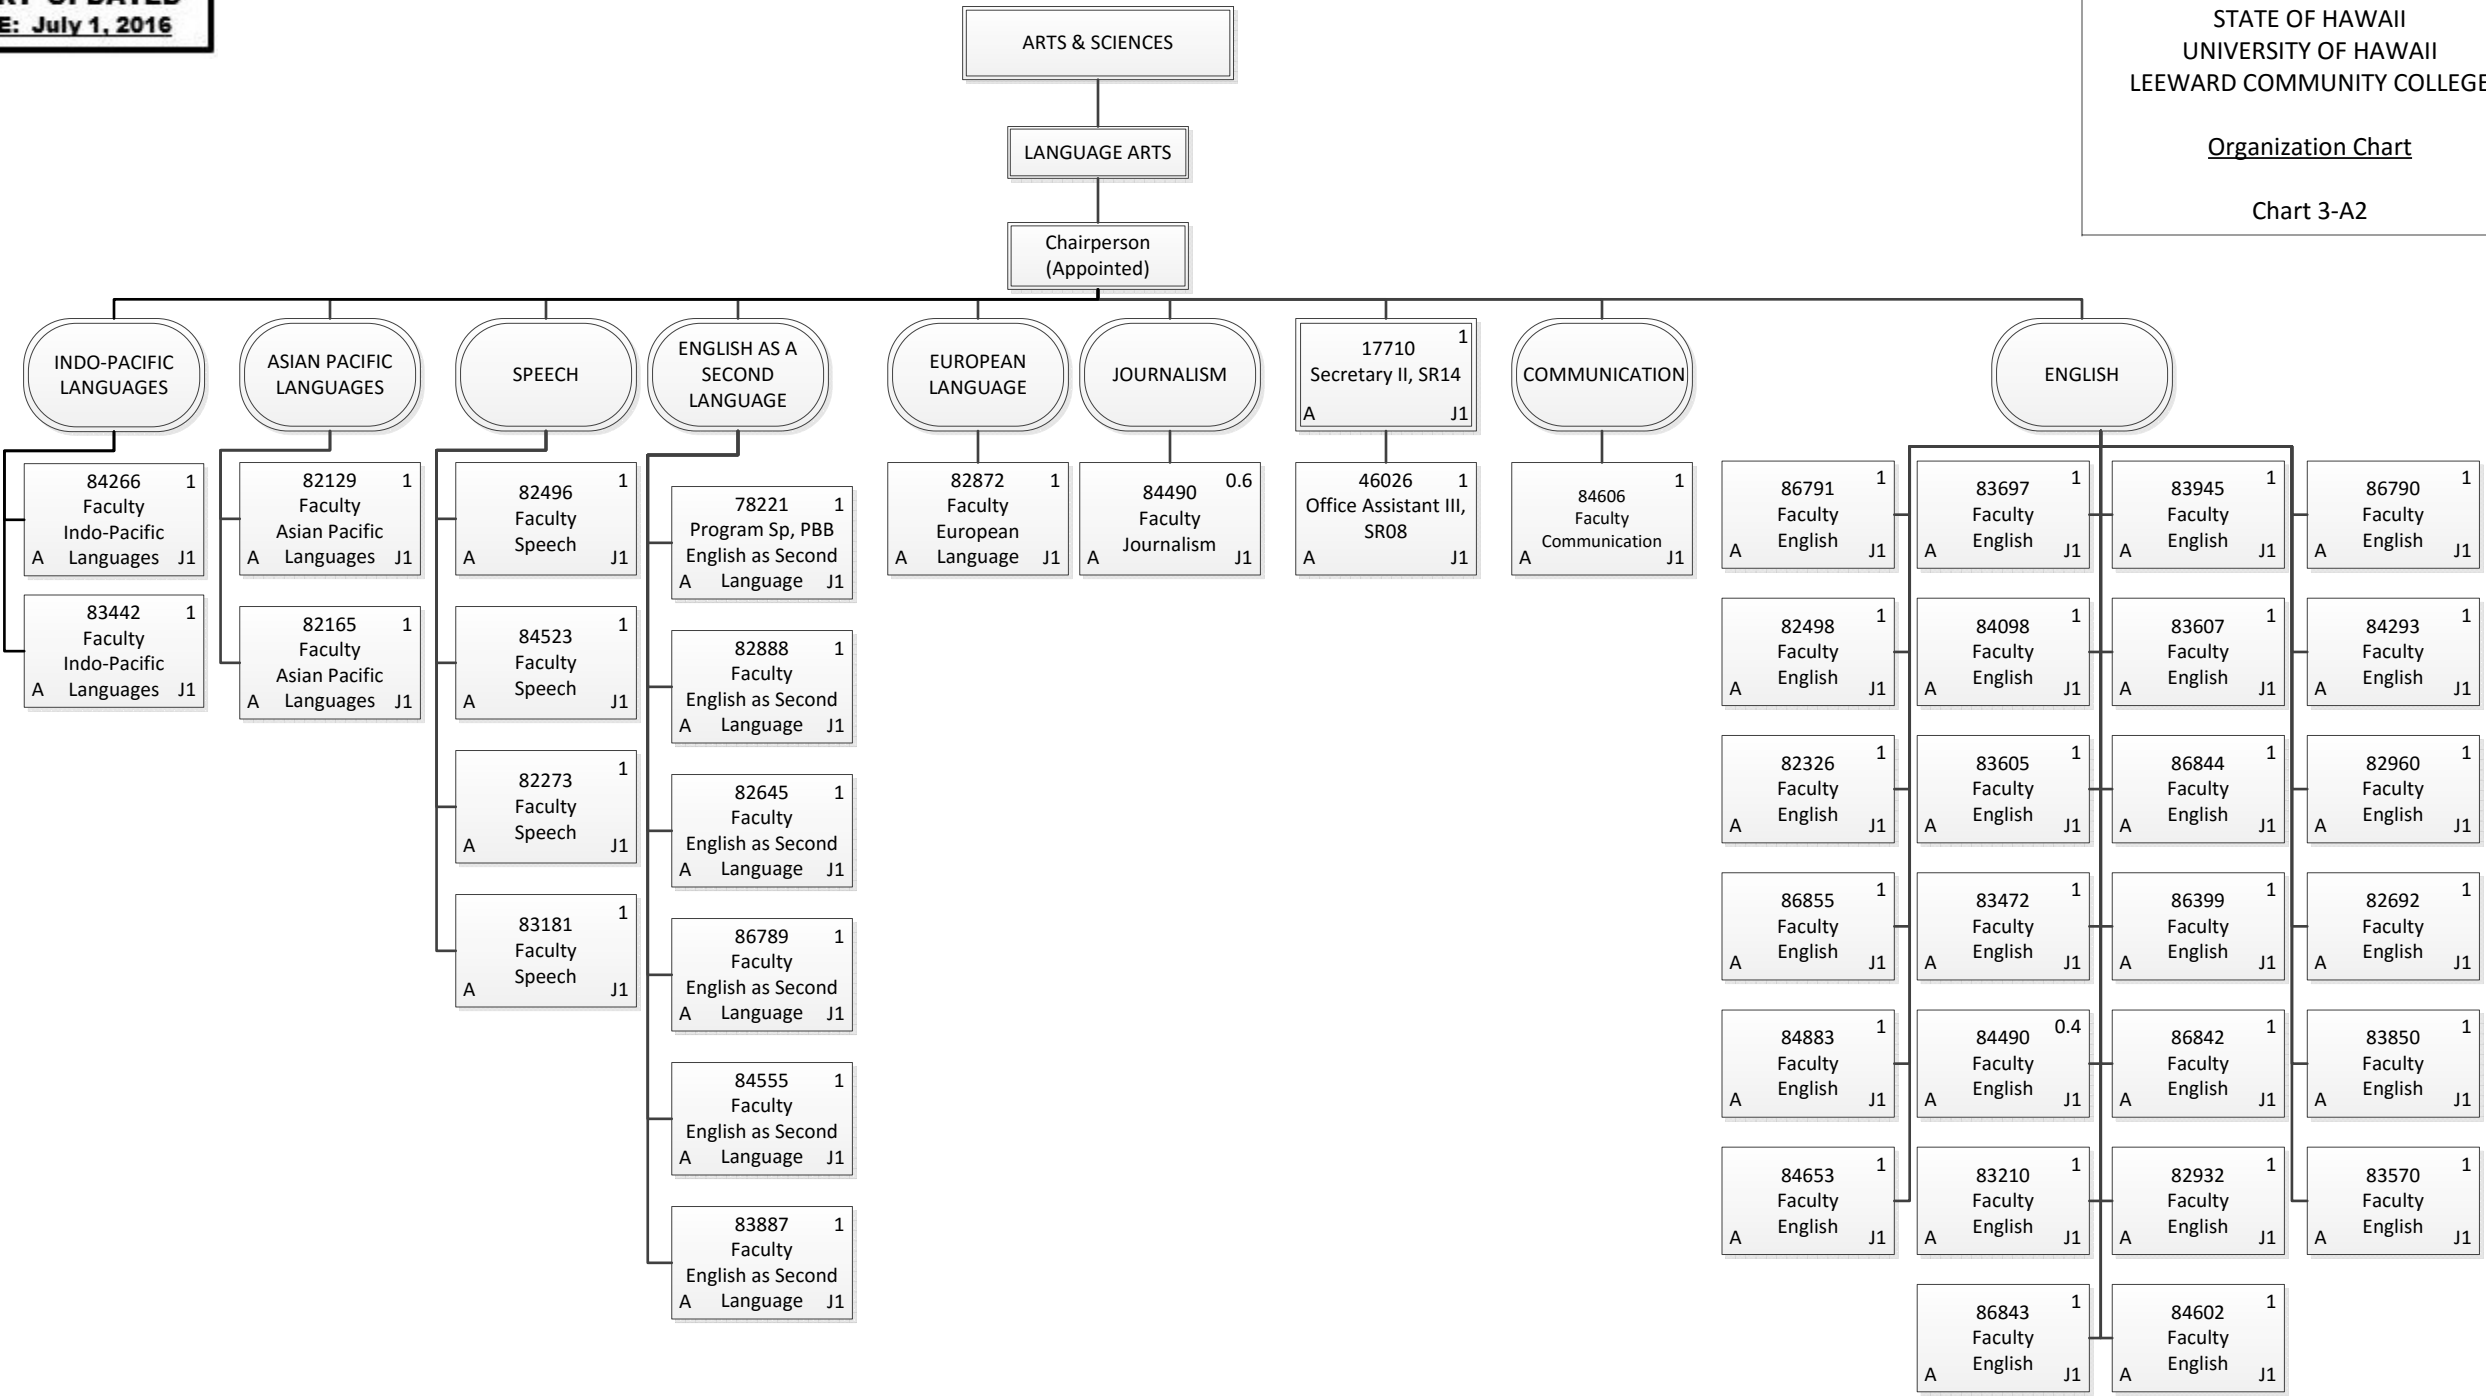 UPDATED
E: July 1, 2016
STATE OF HAWAII
UNIVERSITY OF HAWAII
LEEWARD COMMUNITY COLLEGE
Organization Chart
Chart 3-A2
ARTS & SCIENCES
LANGUAGE ARTS
Chairperson
(Appointed)
INDO-PACIFIC
LANGUAGES
84266 1
Faculty
Indo-Pacific
A Languages J1
83442 1
Faculty
Indo-Pacific
A Languages J1
ASIAN PACIFIC
LANGUAGES
82129 1
Faculty
Asian Pacific
A Languages J1
82165 1
Faculty
Asian Pacific
A Languages J1
SPEECH
82496 1
Faculty
Speech
A J1
84523 1
Faculty
Speech
A J1
82273 1
Faculty
Speech
A J1
83181 1
Faculty
Speech
A J1
ENGLISH AS A
SECOND
LANGUAGE
78221 1
Program Sp, PBB
English as Second
A Language J1
82888 1
Faculty
English as Second
A Language J1
82645 1
Faculty
English as Second
A Language J1
86789 1
Faculty
English as Second
A Language J1
84555 1
Faculty
English as Second
A Language J1
83887 1
Faculty
English as Second
A Language J1
EUROPEAN
LANGUAGE
82872 1
Faculty
European
A Language J1
JOURNALISM
84490 0.6
Faculty
Journalism
A J1
17710 1
Secretary II, SR14
A J1
46026 1
Office Assistant III,
SR08
A J1
COMMUNICATION
84606 1
Faculty
Communication
A J1
ENGLISH
86791 1
Faculty
English
A J1
82498 1
Faculty
English
A J1
82326 1
Faculty
English
A J1
86855 1
Faculty
English
A J1
84883 1
Faculty
English
A J1
84653 1
Faculty
English
A J1
83697 1
Faculty
English
A J1
84098 1
Faculty
English
A J1
83605 1
Faculty
English
A J1
83472 1
Faculty
English
A J1
84490 0.4
Faculty
English
A J1
83210 1
Faculty
English
A J1
86843 1
Faculty
English
A J1
83945 1
Faculty
English
A J1
83607 1
Faculty
English
A J1
86844 1
Faculty
English
A J1
86399 1
Faculty
English
A J1
86842 1
Faculty
English
A J1
82932 1
Faculty
English
A J1
84602 1
Faculty
English
A J1
86790 1
Faculty
English
A J1
84293 1
Faculty
English
A J1
82960 1
Faculty
English
A J1
82692 1
Faculty
English
A J1
83850 1
Faculty
English
A J1
83570 1
Faculty
English
A J1